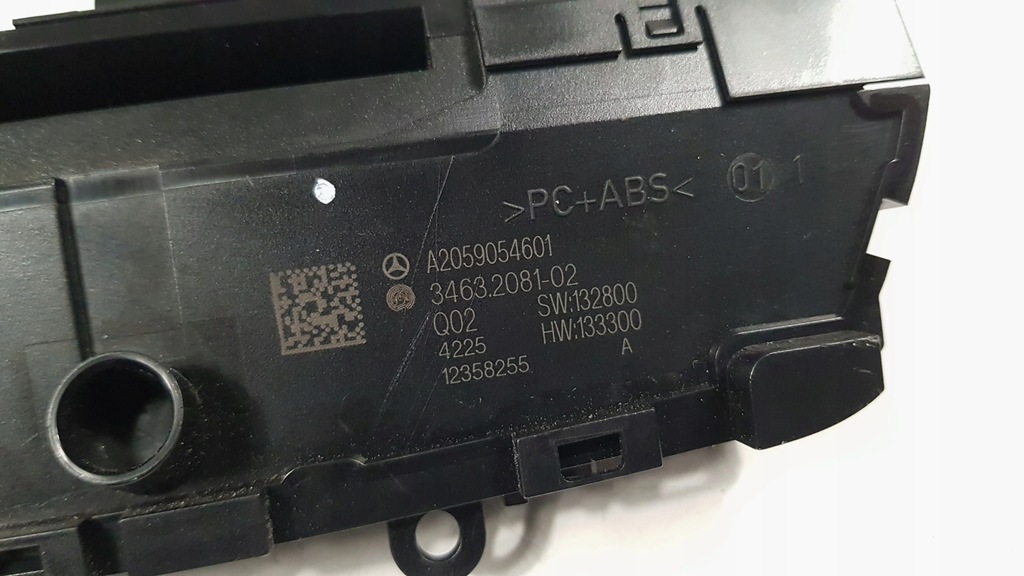 >PC+ABS< 01 1
A2059054601
3463.2081-02
Q02 SW:132800
4225 HW:133300
12358255 A